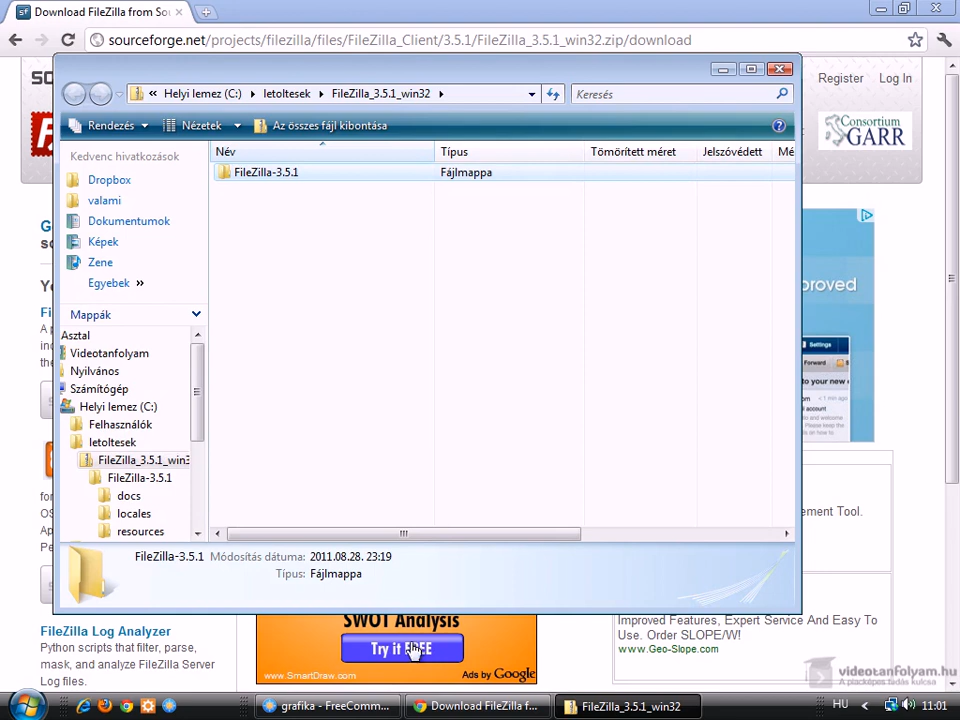 Download FileZilla from Sou
sourceforge.net/projects/filezilla/files/FileZilla_Client/3.5.1/FileZilla_3.5.1_win32.zip/download
Register Log In
Consortium
GARR
« Helyi lemez (C:) letoltesek FileZilla_3.5.1_win32
Keresés
Rendezés Nézetek Az összes fájl kibontása
Kedvenc hivatkozások
Dropbox
valami
Dokumentumok
Képek
Zene
Egyebek »
Mappák
Asztal
Videotanfolyam
Nyilvános
Számítógép
Helyi lemez (C:)
Felhasználók
letoltesek
FileZilla_3.5.1_win3
FileZilla-3.5.1
docs
locales
resources
Név Típus Tömörített méret Jelszóvédett Mé
FileZilla-3.5.1 Fájlmappa
FileZilla-3.5.1 Módosítás dátuma: 2011.08.28. 23:19
Típus: Fájlmappa
proved
Settings
Forward
to your new
account
ement Tool.
SWOT Analysis
Try it FREE
www.SmartDraw.com Ads by Google
FileZilla Log Analyzer
Python scripts that filter, parse,
mask, and analyze FileZilla Server
Log files.
Improved Features, Expert Service And Easy To
Use. Order SLOPE/W!
www.Geo-Slope.com
videotanfolyam.hu
A piacképes tudás kulcsa
grafika - FreeComm...
Download FileZilla f...
FileZilla_3.5.1_win32
HU 11:01